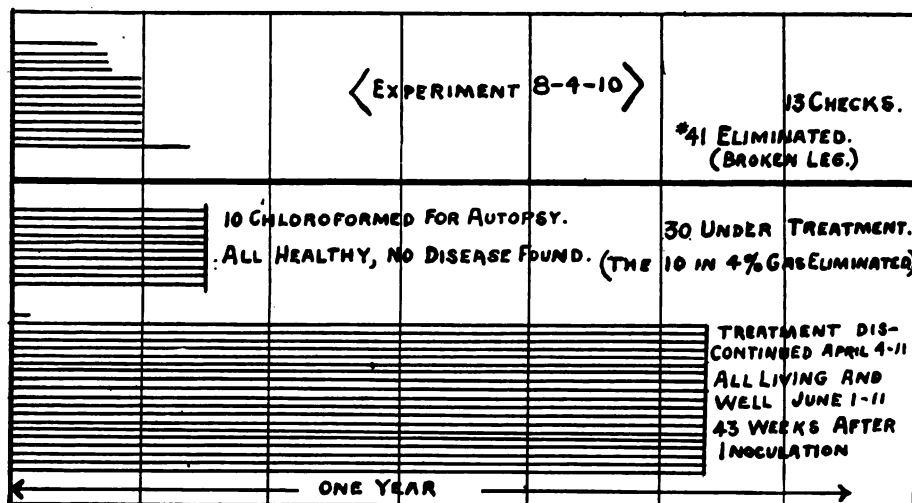 <EXPERIMENT 8-4-10>
13 CHECKS.
#41 ELIMINATED.
(BROKEN LEG.)
10 CHLOROFORMED FOR AUTOPSY.
ALL HEALTHY, NO DISEASE FOUND.
30 UNDER TREATMENT.
(THE 10 IN 4% GAS ELIMINATED)
TREATMENT DIS-
CONTINUED APRIL 4-11
ALL LIVING AND
WELL JUNE 1-11
43 WEEKS AFTER
INOCULATION
ONE YEAR